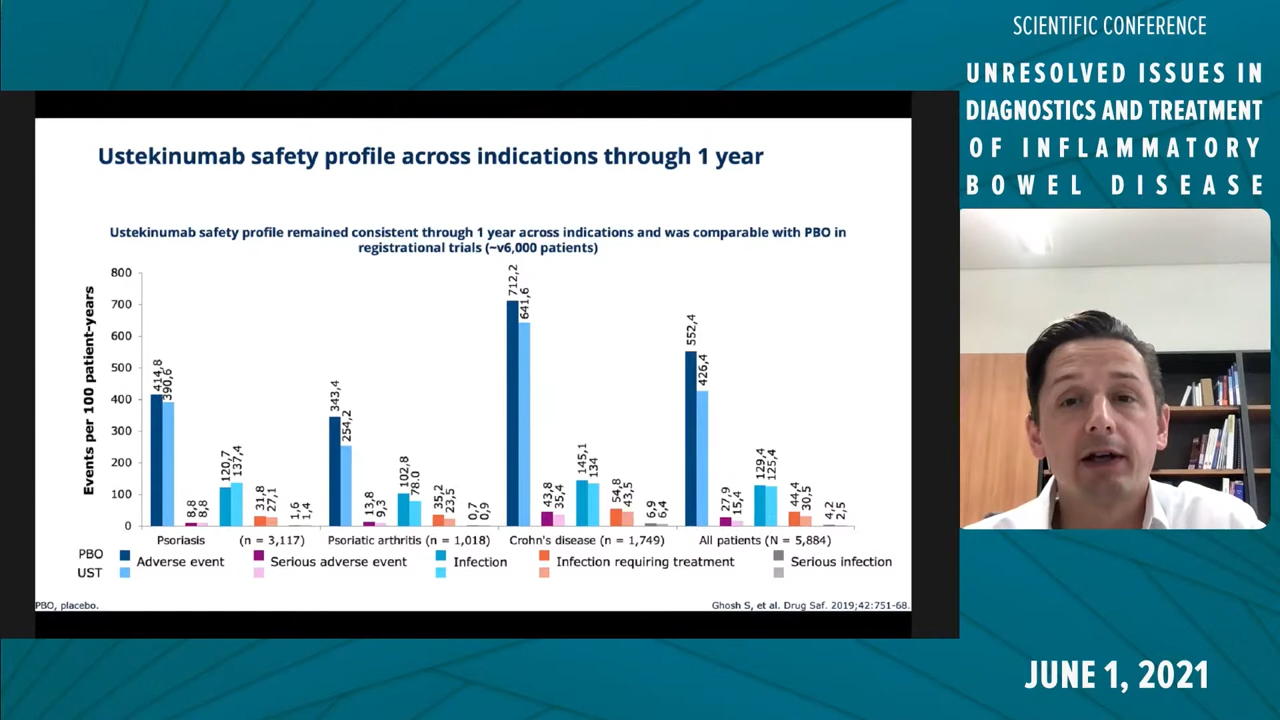 SCIENTIFIC CONFERENCE
UNRESOLVED ISSUES IN
DIAGNOSTICS AND TREATMENT
OF INFLAMMATORY
BOWEL DISEASE
Ustekinumab safety profile across indications through 1 year
Ustekinumab safety profile remained consistent through 1 year across indications and was comparable with PBO in
registrational trials (~v6,000 patients)
Events per 100 patient-years
800
700
600
500
400
300
200
100
0
414,8
390,6
8,8
8,8
120,7
137,4
31,8
27,1
1,6
1,4
343,4
254,2
13,8
9,3
102,8
78.0
35,2
23,5
0,7
0,9
712,2
641,6
43,8
35,4
145,1
134
54,8
43,5
6,9
6,4
552,4
426,4
27,9
15,4
129,4
125,4
44,4
30,5
4,2
2,5
Psoriasis (n = 3,117)
Psoriatic arthritis (n = 1,018)
Crohn's disease (n = 1,749)
All patients (N = 5,884)
PBO
UST
Adverse event
Serious adverse event
Infection
Infection requiring treatment
Serious infection
PBO, placebo.
Ghosh S, et al. Drug Saf. 2019;42:751-68.
JUNE 1, 2021